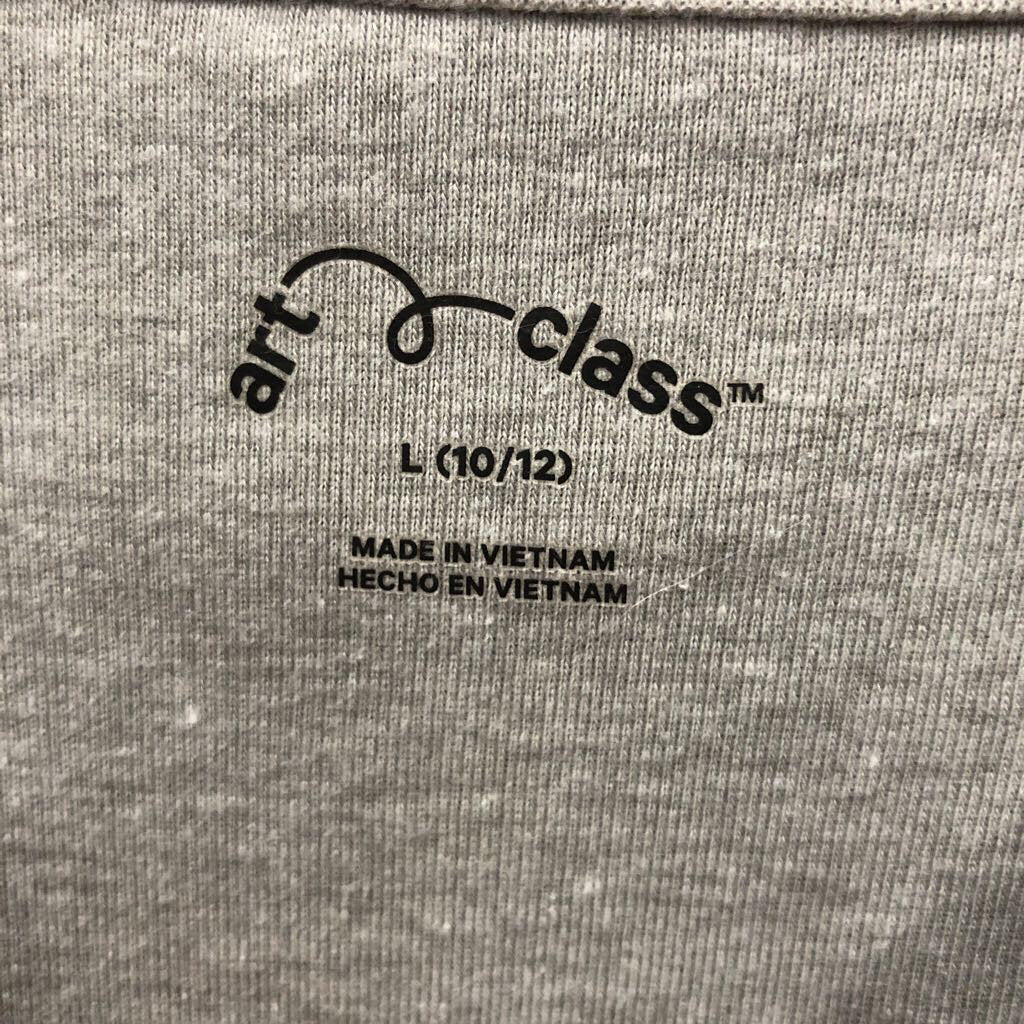 art class™
L (10/12)
MADE IN VIETNAM
HECHO EN VIETNAM